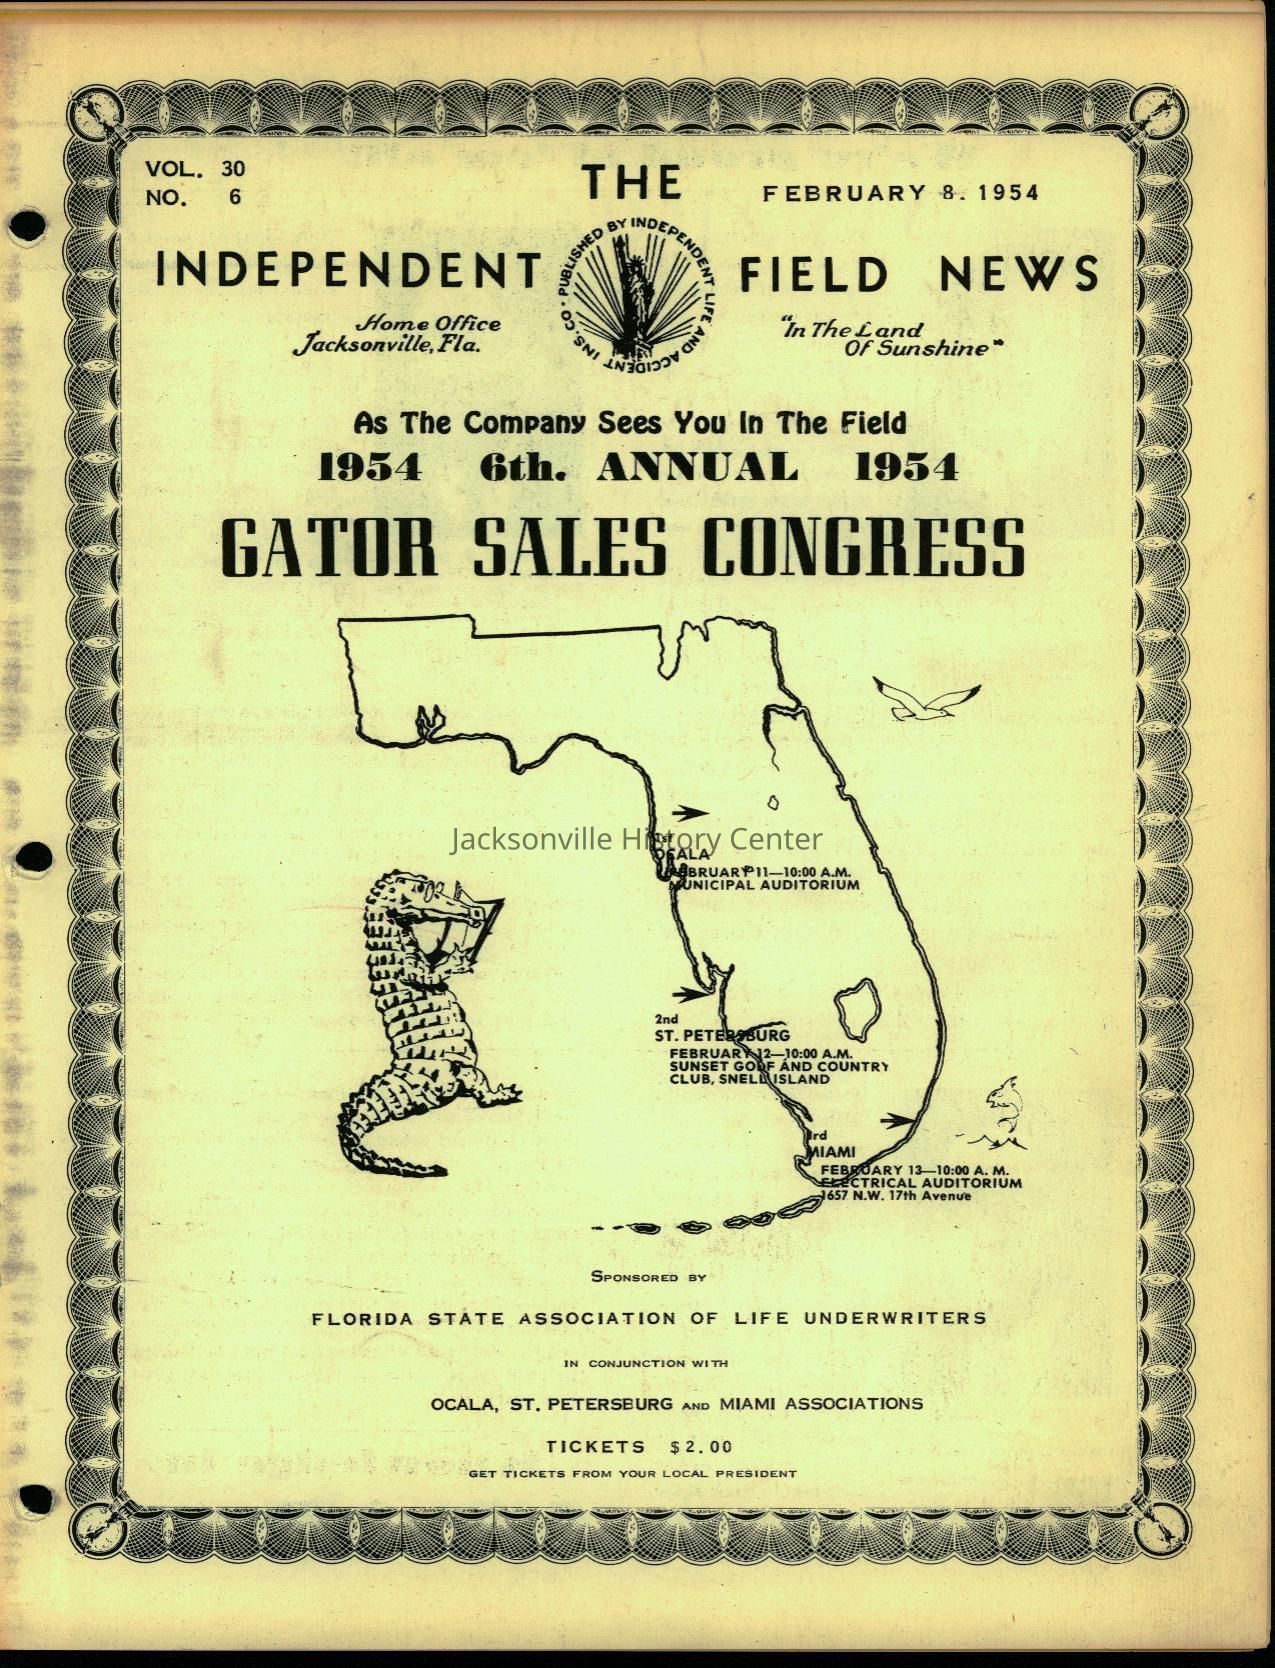 VOL. 30
NO. 6
THE
FEBRUARY 8. 1954
INDEPENDENT
FIELD NEWS
PUBLISHED BY INDEPENDENT LIFE AND ACCIDENT INS. CO.
Home Office
Jacksonville, Fla.
"In The Land
Of Sunshine"
As The Company Sees You In The Field
1954 6th. ANNUAL 1954
GATOR SALES CONGRESS
Jacksonville History Center
1st
OCALA
FEBRUARY 11—10:00 A.M.
MUNICIPAL AUDITORIUM
2nd
ST. PETERSBURG
FEBRUARY 12—10:00 A.M.
SUNSET GOLF AND COUNTRY
CLUB, SNELL ISLAND
3rd
MIAMI
FEBRUARY 13—10:00 A. M.
ELECTRICAL AUDITORIUM
1657 N.W. 17th Avenue
SPONSORED BY
FLORIDA STATE ASSOCIATION OF LIFE UNDERWRITERS
IN CONJUNCTION WITH
OCALA, ST. PETERSBURG AND MIAMI ASSOCIATIONS
TICKETS $2.00
GET TICKETS FROM YOUR LOCAL PRESIDENT